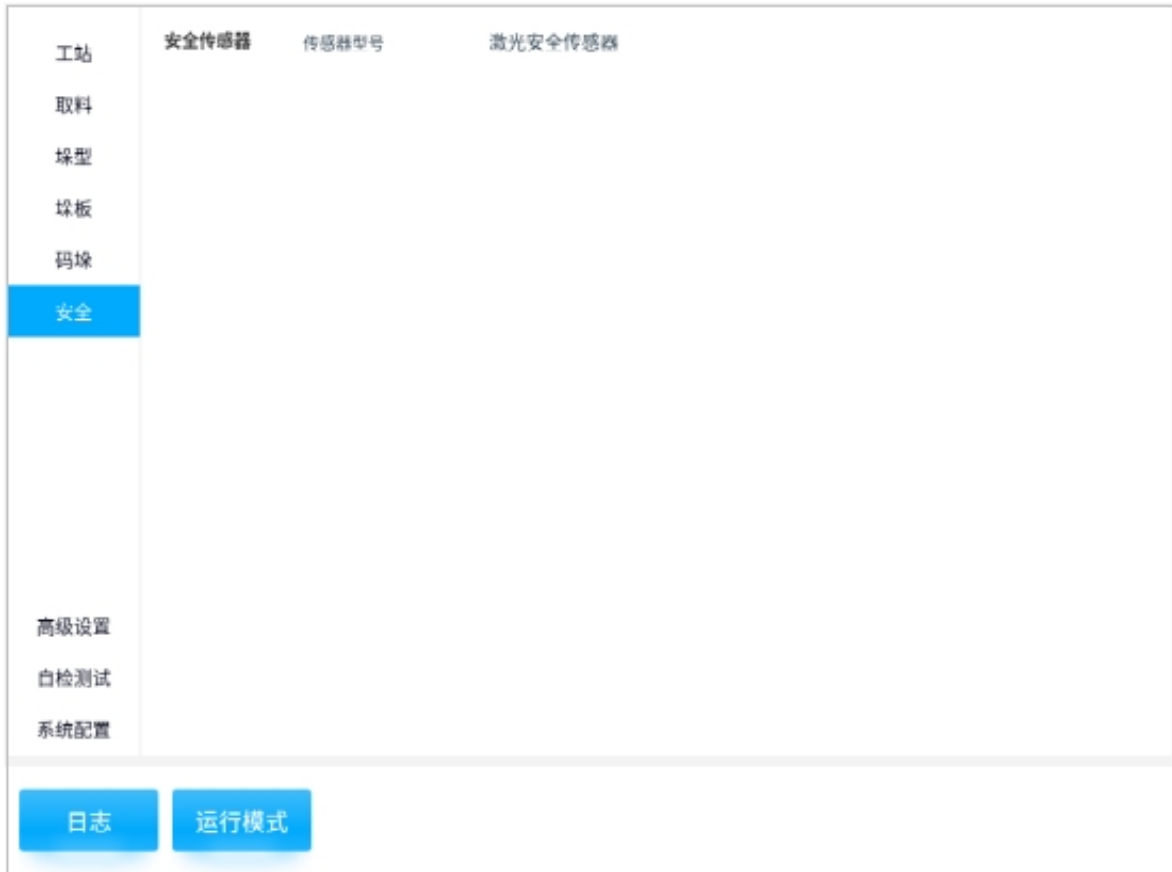 工站
取料
垛型
垛板
码垛
安全
高级设置
自检测试
系统配置
安全传感器 传感器型号 激光安全传感器
日志 运行模式